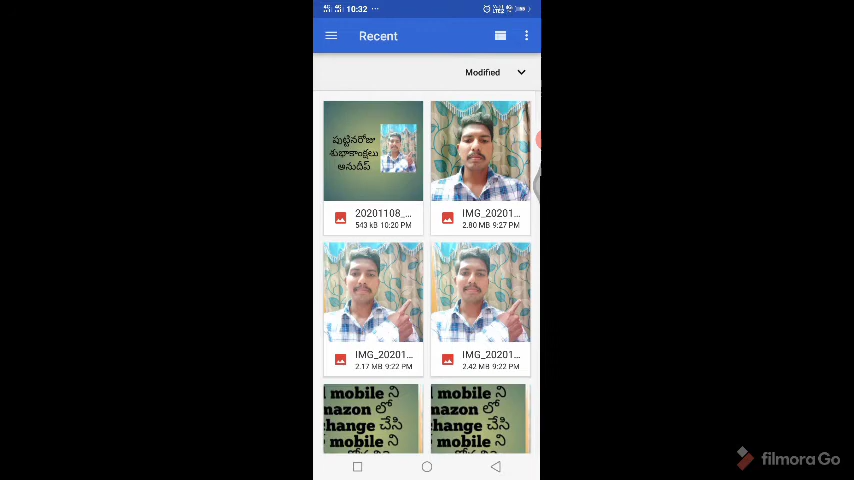 10:32 ...
Recent
Modified
పుట్టినరోజు
శుభాకాంక్షలు
అనుదీప్
20201108_...
543 kB 10:20 PM
IMG_20201...
2.80 MB 9:27 PM
IMG_20201...
2.17 MB 9:22 PM
IMG_20201...
2.42 MB 9:22 PM
mobile ని
mazon లో
hange చేసి
mobile ని
mobile ని
mazon లో
hange చేసి
mobile ని
filmora Go